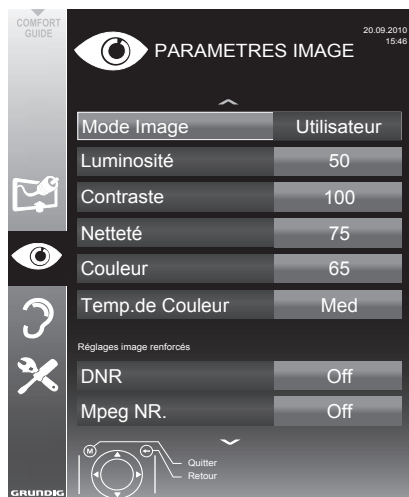 COMFORT
GUIDE
PARAMETRES IMAGE
20.09.2010
15:46
Mode Image Utilisateur
Luminosité 50
Contraste 100
Netteté 75
Couleur 65
Temp.de Couleur Med
Réglages image renforcés
DNR Off
Mpeg NR. Off
M
Quitter
Retour
GRUNDIG